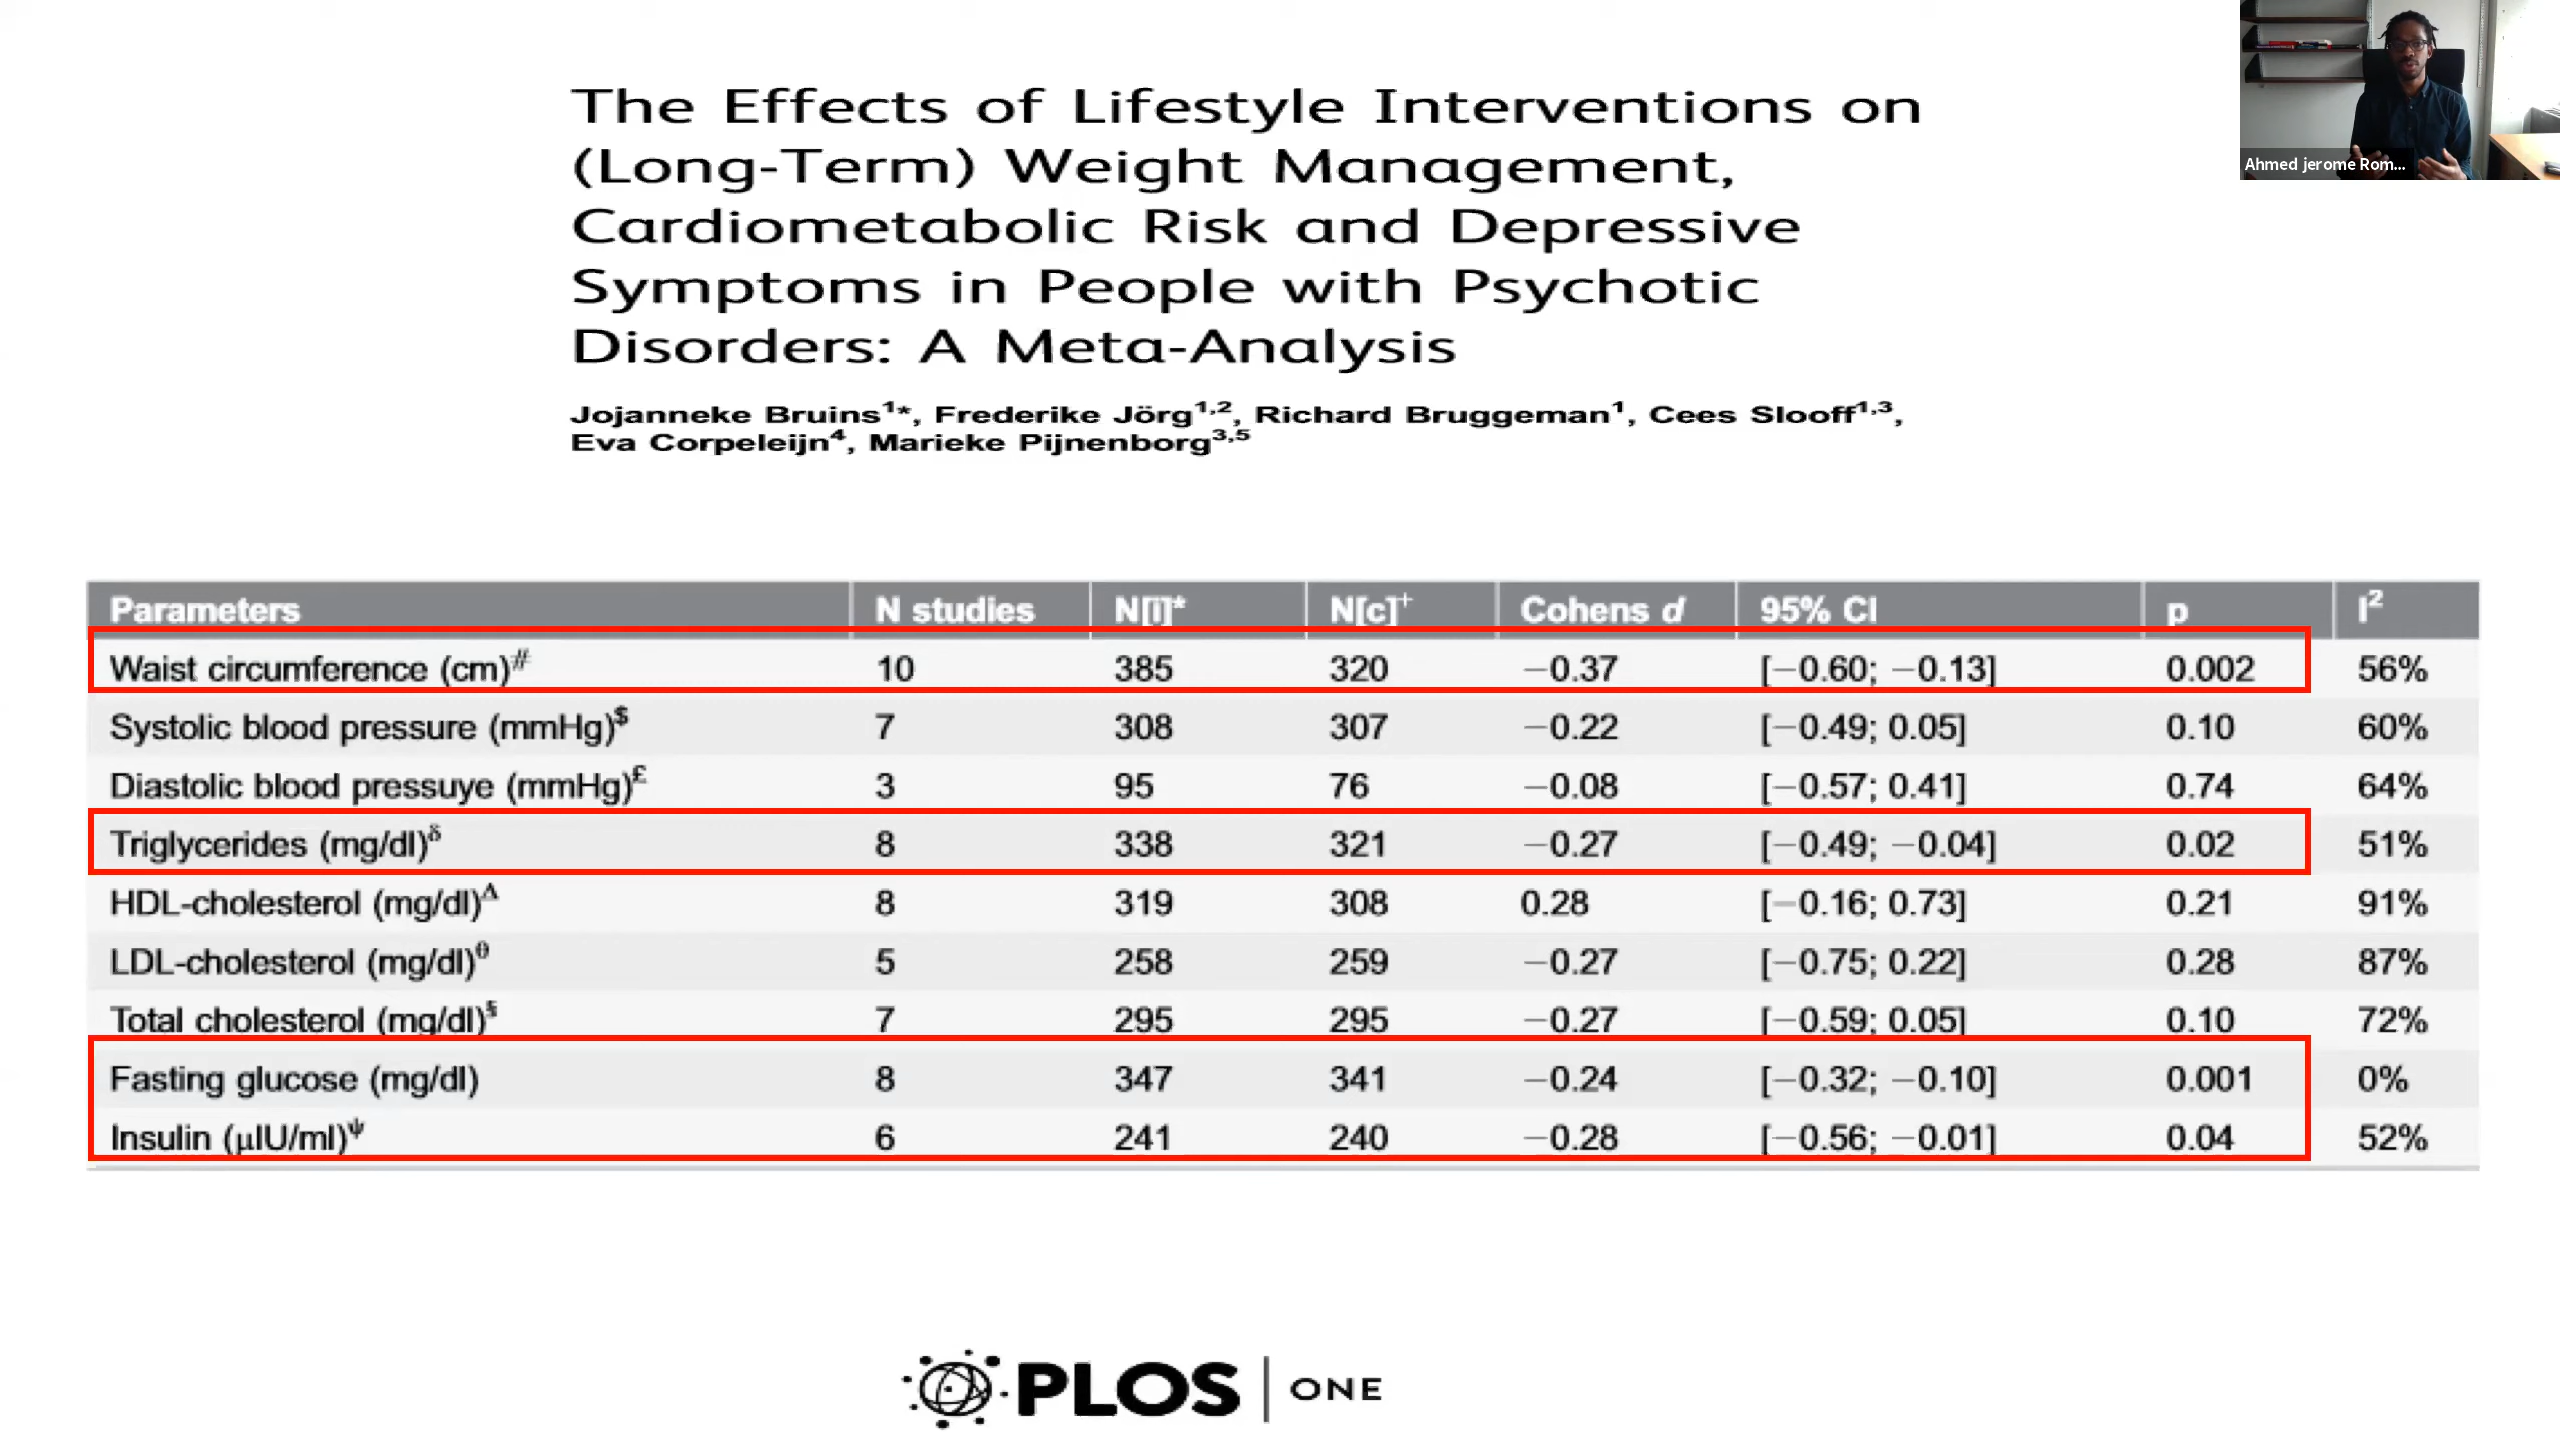 The Effects of Lifestyle Interventions on
(Long-Term) Weight Management,
Cardiometabolic Risk and Depressive
Symptoms in People with Psychotic
Disorders: A Meta-Analysis
Jojanneke Bruins1*, Frederike Jörg1,2, Richard Bruggeman1, Cees Slooff1,3,
Eva Corpeleijn4, Marieke Pijnenborg3,5
Ahmed jerome Rom...
Parameters N studies N[i]* N[c]+ Cohens d 95% CI p I²
Waist circumference (cm)# 10 385 320 −0.37 [−0.60; −0.13] 0.002 56%
Systolic blood pressure (mmHg)$ 7 308 307 −0.22 [−0.49; 0.05] 0.10 60%
Diastolic blood pressuye (mmHg)£ 3 95 76 −0.08 [−0.57; 0.41] 0.74 64%
Triglycerides (mg/dl)δ 8 338 321 −0.27 [−0.49; −0.04] 0.02 51%
HDL-cholesterol (mg/dl)Δ 8 319 308 0.28 [−0.16; 0.73] 0.21 91%
LDL-cholesterol (mg/dl)θ 5 258 259 −0.27 [−0.75; 0.22] 0.28 87%
Total cholesterol (mg/dl)§ 7 295 295 −0.27 [−0.59; 0.05] 0.10 72%
Fasting glucose (mg/dl) 8 347 341 −0.24 [−0.32; −0.10] 0.001 0%
Insulin (μIU/ml)ψ 6 241 240 −0.28 [−0.56; −0.01] 0.04 52%
PLOS | ONE